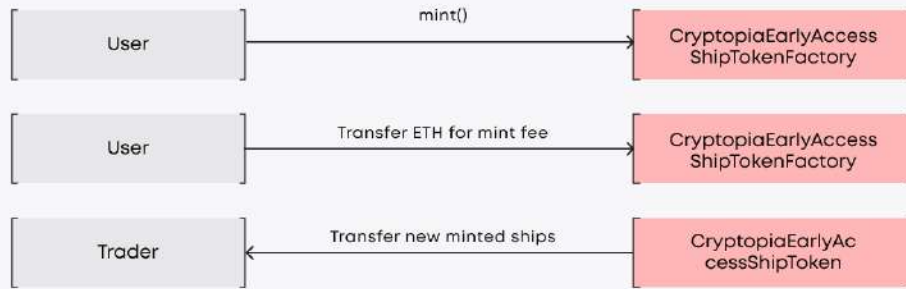 mint()
User
CryptopiaEarlyAccess
ShipTokenFactory
Transfer ETH for mint fee
User
CryptopiaEarlyAccess
ShipTokenFactory
Transfer new minted ships
Trader
CryptopiaEarlyAc
cessShipToken